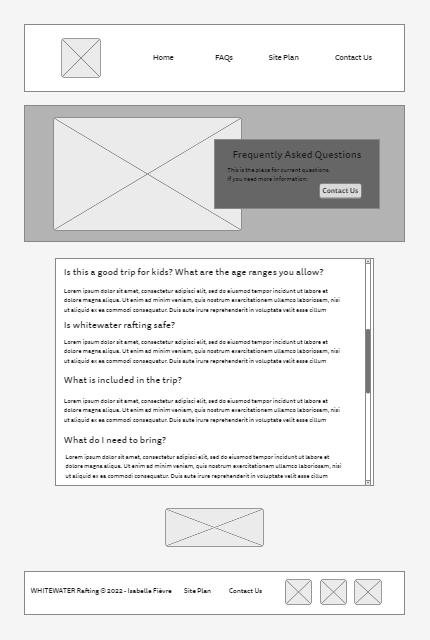 Home FAQs Site Plan Contact Us
Frequently Asked Questions
This is the place for current questions.
If you need more information:
Contact Us
Is this a good trip for kids? What are the age ranges you allow?
Lorem ipsum dolor sit amet, consectetur adipisci elit, sed do eiusmod tempor incidunt ut labore et
dolore magna aliqua. Ut enim ad minim veniam, quis nostrum exercitationem ullamco laboriosam, nisi
ut aliquid ex ea commodi consequatur. Duis aute irure reprehenderit in voluptate velit esse cillum
Is whitewater rafting safe?
Lorem ipsum dolor sit amet, consectetur adipisci elit, sed do eiusmod tempor incidunt ut labore et
dolore magna aliqua. Ut enim ad minim veniam, quis nostrum exercitationem ullamco laboriosam, nisi
ut aliquid ex ea commodi consequatur. Duis aute irure reprehenderit in voluptate velit esse cillum
What is included in the trip?
Lorem ipsum dolor sit amet, consectetur adipisci elit, sed do eiusmod tempor incidunt ut labore et
dolore magna aliqua. Ut enim ad minim veniam, quis nostrum exercitationem ullamco laboriosam, nisi
ut aliquid ex ea commodi consequatur. Duis aute irure reprehenderit in voluptate velit esse cillum
What do I need to bring?
Lorem ipsum dolor sit amet, consectetur adipisci elit, sed do eiusmod tempor incidunt ut labore et
dolore magna aliqua. Ut enim ad minim veniam, quis nostrum exercitationem ullamco laboriosam, nisi
ut aliquid ex ea commodi consequatur. Duis aute irure reprehenderit in voluptate velit esse cillum
WHITEWATER Rafting © 2022 - Isabelle Fièvre Site Plan Contact Us